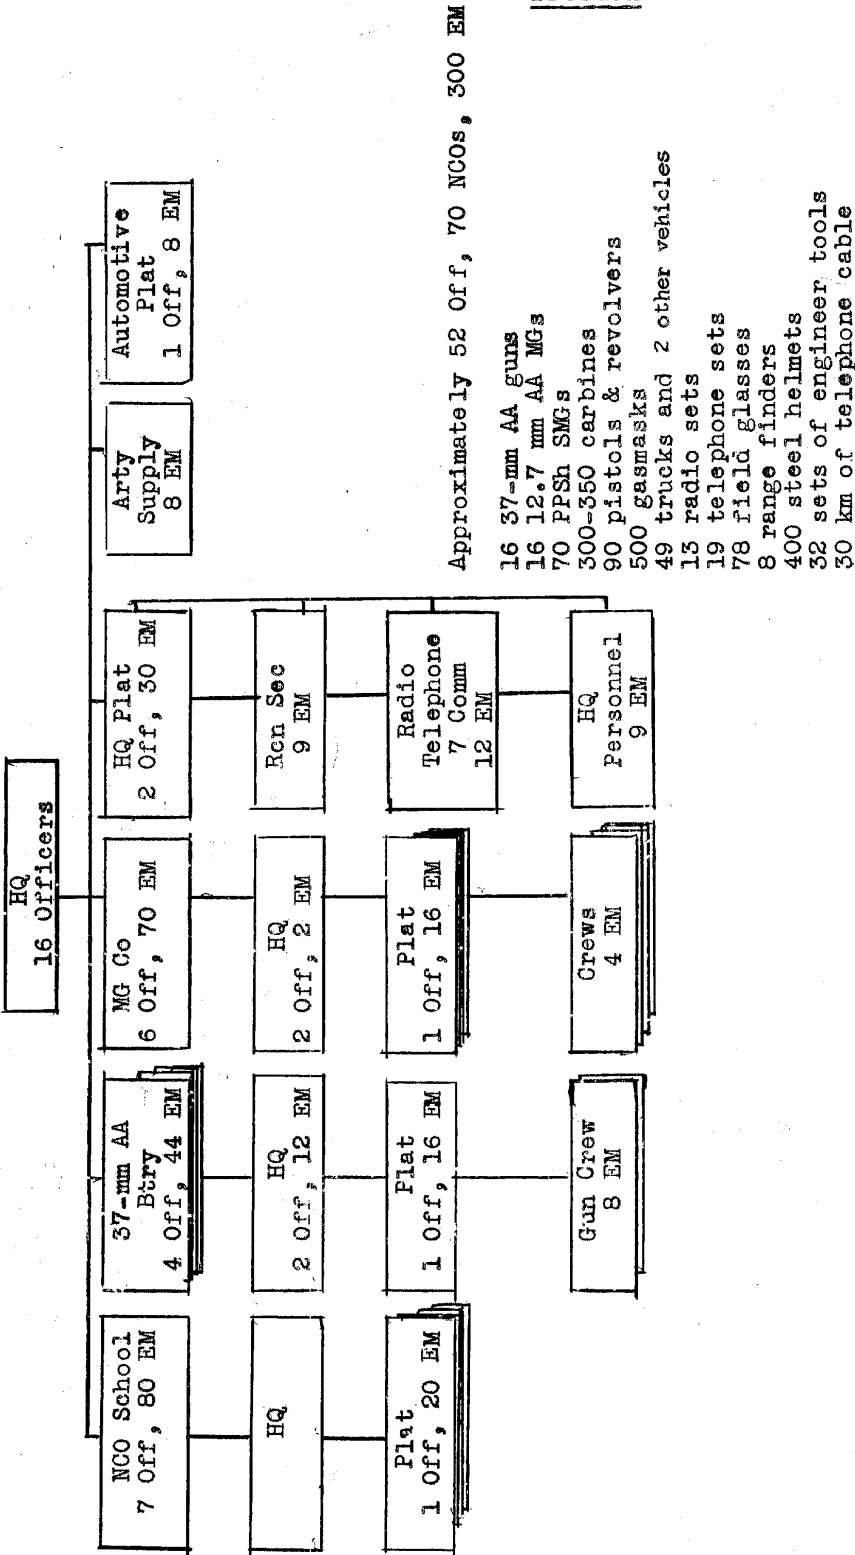 HQ
16 Officers
NCO School
7 Off, 80 EM
37-mm AA
Btry
4 Off, 44 EM
MG Co
6 Off, 70 EM
HQ Plat
2 Off, 30 EM
Arty
Supply
8 EM
Automotive
Plat
1 Off, 8 EM
HQ
HQ
2 Off, 12 EM
HQ
2 Off, 2 EM
Rcn Sec
9 EM
Plat
1 Off, 20 EM
Plat
1 Off, 16 EM
Plat
1 Off, 16 EM
Radio
Telephone
7 Comm
12 EM
Gun Crew
8 EM
Crews
4 EM
HQ
Personnel
9 EM
Approximately 52 Off, 70 NCOs, 300 EM
16 37-mm AA guns
16 12.7 mm AA MGs
70 PPSh SMGs
300-350 carbines
90 pistols & revolvers
500 gasmasks
49 trucks and 2 other vehicles
13 radio sets
19 telephone sets
78 field glasses
8 range finders
400 steel helmets
32 sets of engineer tools
30 km of telephone cable